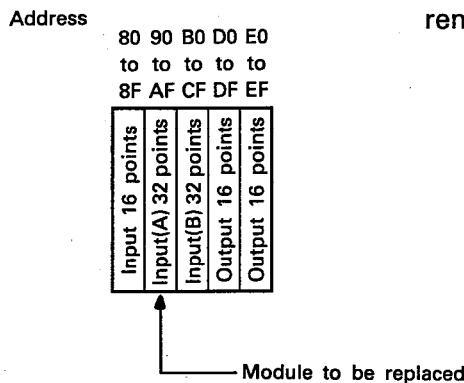 Address
ren
80 90 B0 D0 E0
to to to to to
8F AF CF DF EF
Input 16 points
Input(A) 32 points
Input(B) 32 points
Output 16 points
Output 16 points
Module to be replaced